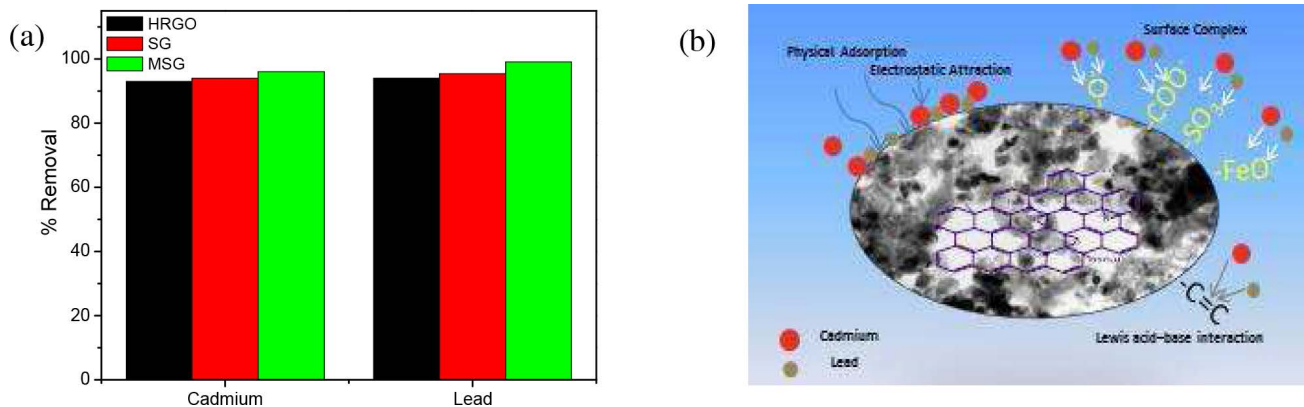 (a)
HRGO
SG
MSG
100
80
60
40
20
0
% Removal
Cadmium
Lead
(b)
Surface Complex
Physical Adsorption
Electrostatic Attraction
-O-
-COO-
-SO3
-FeO
-C=C
Lewis acid-base interaction
Cadmium
Lead